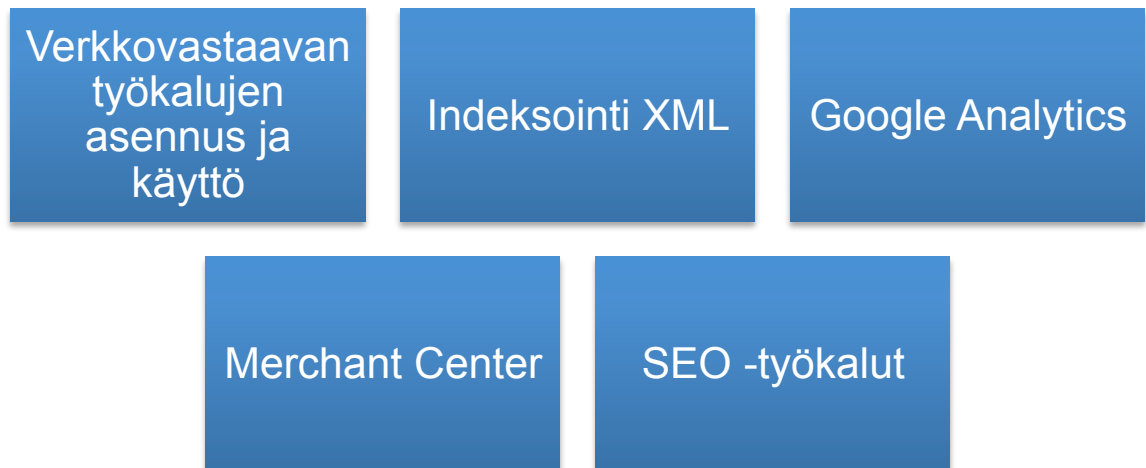 Verkkovastaavan
työkalujen
asennus ja
käyttö
Indeksointi XML
Google Analytics
Merchant Center
SEO -työkalut